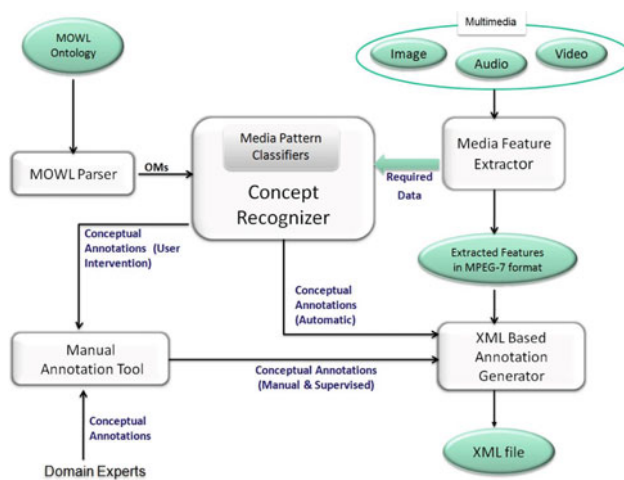 MOWL
Ontology
Multimedia
Image
Audio
Video
MOWL Parser
OMs
Media Pattern
Classifiers
Concept
Recognizer
Required
Data
Media Feature
Extractor
Conceptual
Annotations (User
Intervention)
Extracted Features
in MPEG-7 format
Conceptual
Annotations
(Automatic)
Manual
Annotation Tool
Conceptual Annotations
(Manual & Supervised)
XML Based
Annotation
Generator
Conceptual
Annotations
Domain Experts
XML file